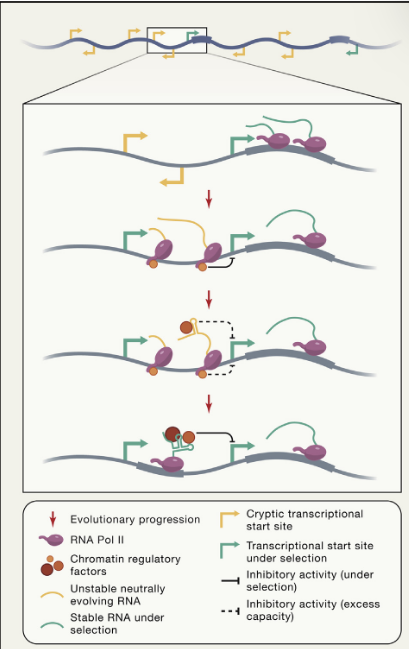 Evolutionary progression
RNA Pol II
Chromatin regulatory
factors
Unstable neutrally
evolving RNA
Stable RNA under
selection
Cryptic transcriptional
start site
Transcriptional start site
under selection
Inhibitory activity (under
selection)
Inhibitory activity (excess
capacity)